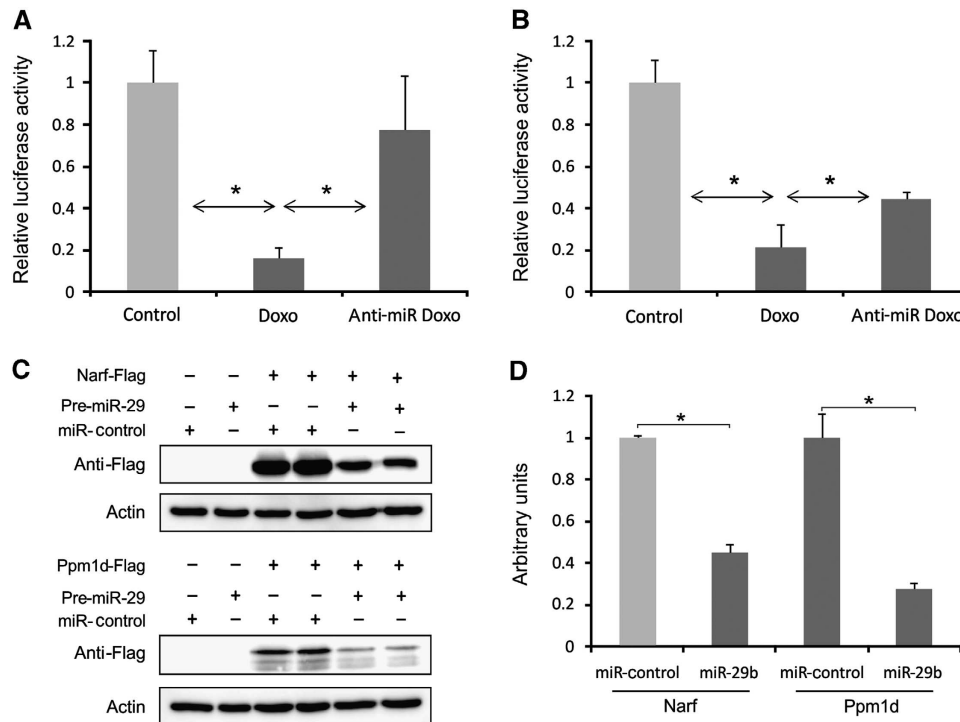 A
Relative luciferase activity
1.2
1
0.8
0.6
0.4
0.2
0
*
*
Control
Doxo
Anti-miR Doxo
B
Relative luciferase activity
1.2
1
0.8
0.6
0.4
0.2
0
*
*
Control
Doxo
Anti-miR Doxo
C
Narf-Flag – – + + + +
Pre-miR-29 – + – – + +
miR-control + – + + – –
Anti-Flag
Actin
Ppm1d-Flag – – + + + +
Pre-miR-29 – + – – + +
miR-control + – + + – –
Anti-Flag
Actin
D
Arbitrary units
1.2
1
0.8
0.6
0.4
0.2
0
*
*
miR-control miR-29b miR-control miR-29b
Narf Ppm1d